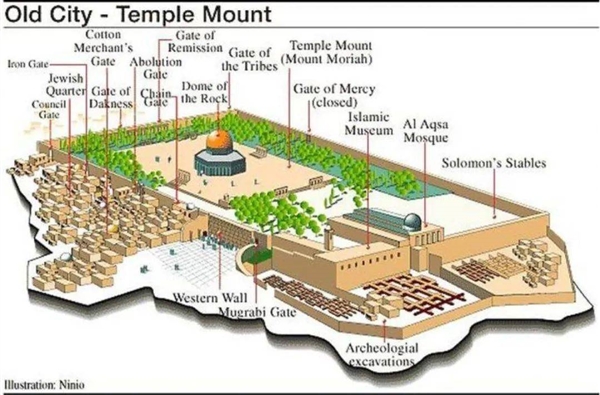 Old City - Temple Mount
Cotton
Merchant's
Gate
Gate of
Remission
Gate of
the Tribes
Temple Mount
(Mount Moriah)
Iron Gate
Abolution
Gate
Jewish
Quarter
Gate of
Dakness
Chain
Gate
Dome of
the Rock
Gate of Mercy
(closed)
Council
Gate
Islamic
Museum
Al Aqsa
Mosque
Solomon's Stables
Western Wall
Mugrabi Gate
Archeologial
excavations
Illustration: Ninio